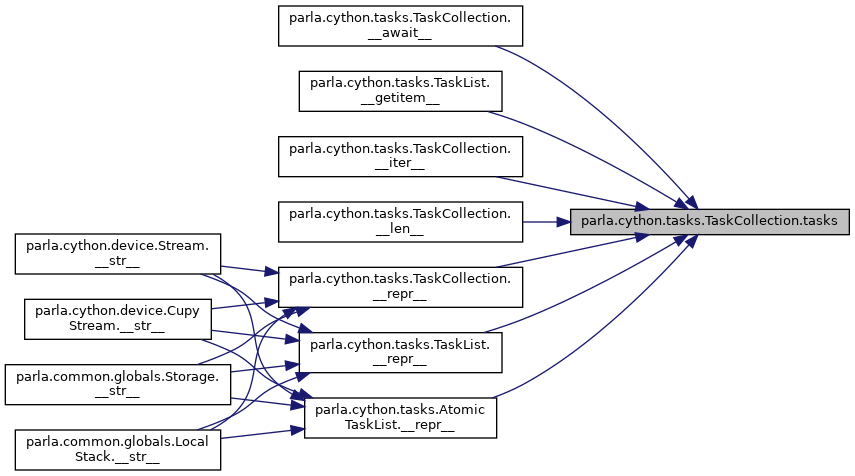 parla.cython.tasks.TaskCollection.
__await__
parla.cython.tasks.TaskList.
__getitem__
parla.cython.tasks.TaskCollection.
__iter__
parla.cython.tasks.TaskCollection.
__len__
parla.cython.tasks.TaskCollection.tasks
parla.cython.device.Stream.
__str__
parla.cython.device.Cupy
Stream.__str__
parla.common.globals.Storage.
__str__
parla.common.globals.Local
Stack.__str__
parla.cython.tasks.TaskCollection.
__repr__
parla.cython.tasks.TaskList.
__repr__
parla.cython.tasks.Atomic
TaskList.__repr__